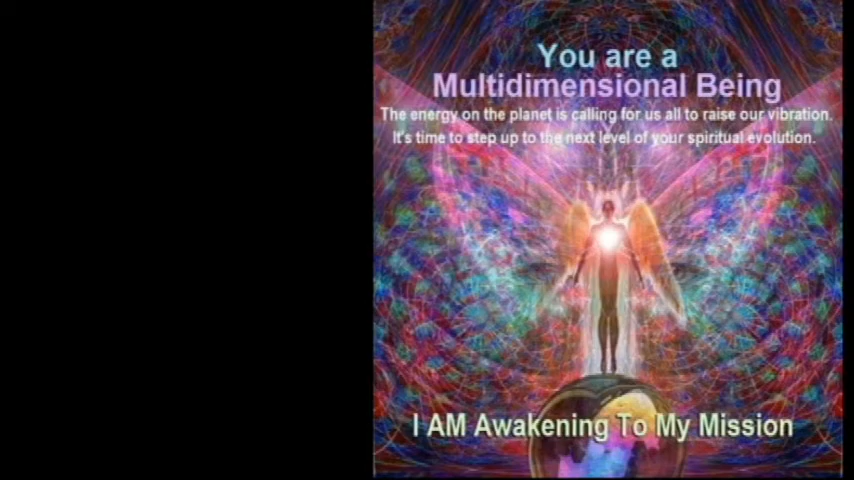 You are a
Multidimensional Being
The energy on the planet is calling for us all to raise our vibration.
It's time to step up to the next level of your spiritual evolution.
I AM Awakening To My Mission